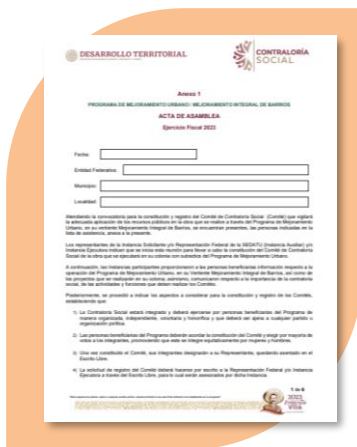 DESARROLLO TERRITORIAL
CONTRALORÍA
SOCIAL
Anexo 1
PROGRAMA DE MEJORAMIENTO URBANO / MEJORAMIENTO INTEGRAL DE BARRIOS
ACTA DE ASAMBLEA
Ejercicio Fiscal 2023
Fecha:
Entidad Federativa:
Municipio:
Localidad:
Atendiendo la convocatoria para la constitución y registro del Comité de Contraloría Social (Comité) que vigilará
la adecuada aplicación de los recursos públicos en la obra que se realice a través del Programa de Mejoramiento
Urbano, en su vertiente Mejoramiento Integral de Barrios, se encuentran presentes, las personas indicadas en la
lista de asistencia, anexa a la presente.
Los representantes de la Instancia Solicitante y/o Representación Federal de la SEDATU (Instancia Auxiliar) y/o
Instancia Ejecutora indican que se inicia esta reunión para llevar a cabo la constitución del Comité de Contraloría
Social de la obra que se ejecutará en su colonia con subsidios del Programa de Mejoramiento Urbano.
A continuación, las instancias participantes proporcionaron a las personas beneficiarias información respecto a la
operación del Programa de Mejoramiento Urbano, en su Vertiente Mejoramiento Integral de Barrios, así como de
los proyectos que se realizarán en su colonia, asimismo, comunicaron respecto a la importancia de la contraloría
social, de las actividades y funciones que deben realizar los Comités.
Posteriormente, se procedió a indicar los aspectos a considerar para la constitución y registro de los Comités,
estableciendo que:
1) La Contraloría Social estará integrada y deberá ejercerse por personas beneficiarias del Programa de
manera organizada, independiente, voluntaria y honorífica y que deberá ser ajena a cualquier partido u
organización política.
2) Las personas beneficiarias del Programa deberán acordar la constitución del Comité y elegir por mayoría de
votos a los integrantes, promoviendo que este se integre equitativamente por mujeres y hombres.
3) Una vez constituido el Comité, sus integrantes designarán a su Representante, quedando asentado en el
Escrito Libre.
4) La solicitud de registro del Comité deberá hacerse por escrito a la Representación Federal y/o Instancia
Ejecutora a través del Escrito Libre, para lo cual serán asesorados por dicha instancia.
1 de 6
2023
Francisco
VILLA